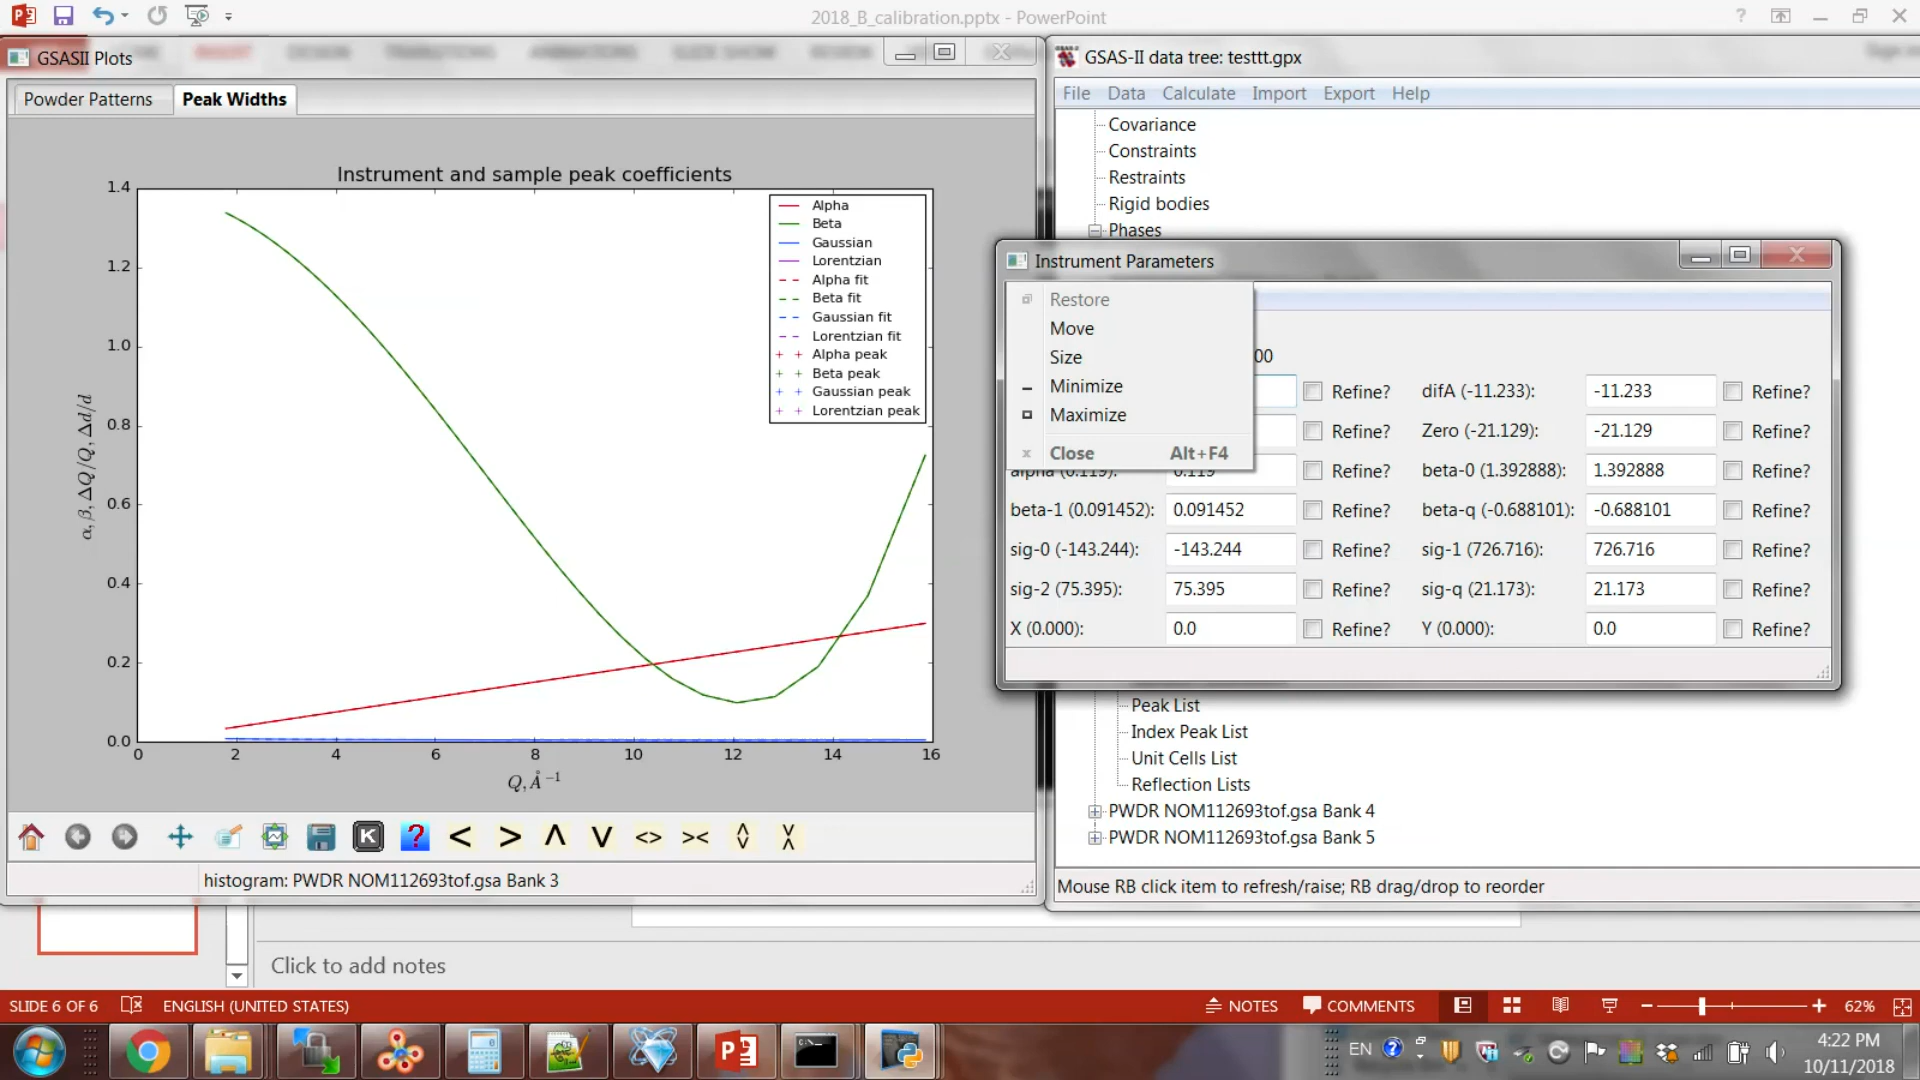 2018_B_calibration.pptx - PowerPoint
GSASII Plots
Powder Patterns
Peak Widths
Instrument and sample peak coefficients
1.4
1.2
1.0
0.8
0.6
0.4
0.2
0.0
0 2 4 6 8 10 12 14 16
α, β, ΔQ/Q, Δd/d
Q, Å⁻¹
Alpha
Beta
Gaussian
Lorentzian
Alpha fit
Beta fit
Gaussian fit
Lorentzian fit
Alpha peak
Beta peak
Gaussian peak
Lorentzian peak
K ? < > Λ V <> ><
histogram: PWDR NOM112693tof.gsa Bank 3
GSAS-II data tree: testtt.gpx
File Data Calculate Import Export Help
Covariance
Constraints
Restraints
Rigid bodies
Phases
Instrument Parameters
Restore
Move
Size
Minimize
Maximize
Close Alt+F4
00
Refine? difA (-11.233): -11.233 Refine?
Refine? Zero (-21.129): -21.129 Refine?
alpha (0.119): 0.119 Refine? beta-0 (1.392888): 1.392888 Refine?
beta-1 (0.091452): 0.091452 Refine? beta-q (-0.688101): -0.688101 Refine?
sig-0 (-143.244): -143.244 Refine? sig-1 (726.716): 726.716 Refine?
sig-2 (75.395): 75.395 Refine? sig-q (21.173): 21.173 Refine?
X (0.000): 0.0 Refine? Y (0.000): 0.0 Refine?
Peak List
Index Peak List
Unit Cells List
Reflection Lists
PWDR NOM112693tof.gsa Bank 4
PWDR NOM112693tof.gsa Bank 5
Mouse RB click item to refresh/raise; RB drag/drop to reorder
Click to add notes
SLIDE 6 OF 6 ENGLISH (UNITED STATES) NOTES COMMENTS 62%
EN
4:22 PM
10/11/2018